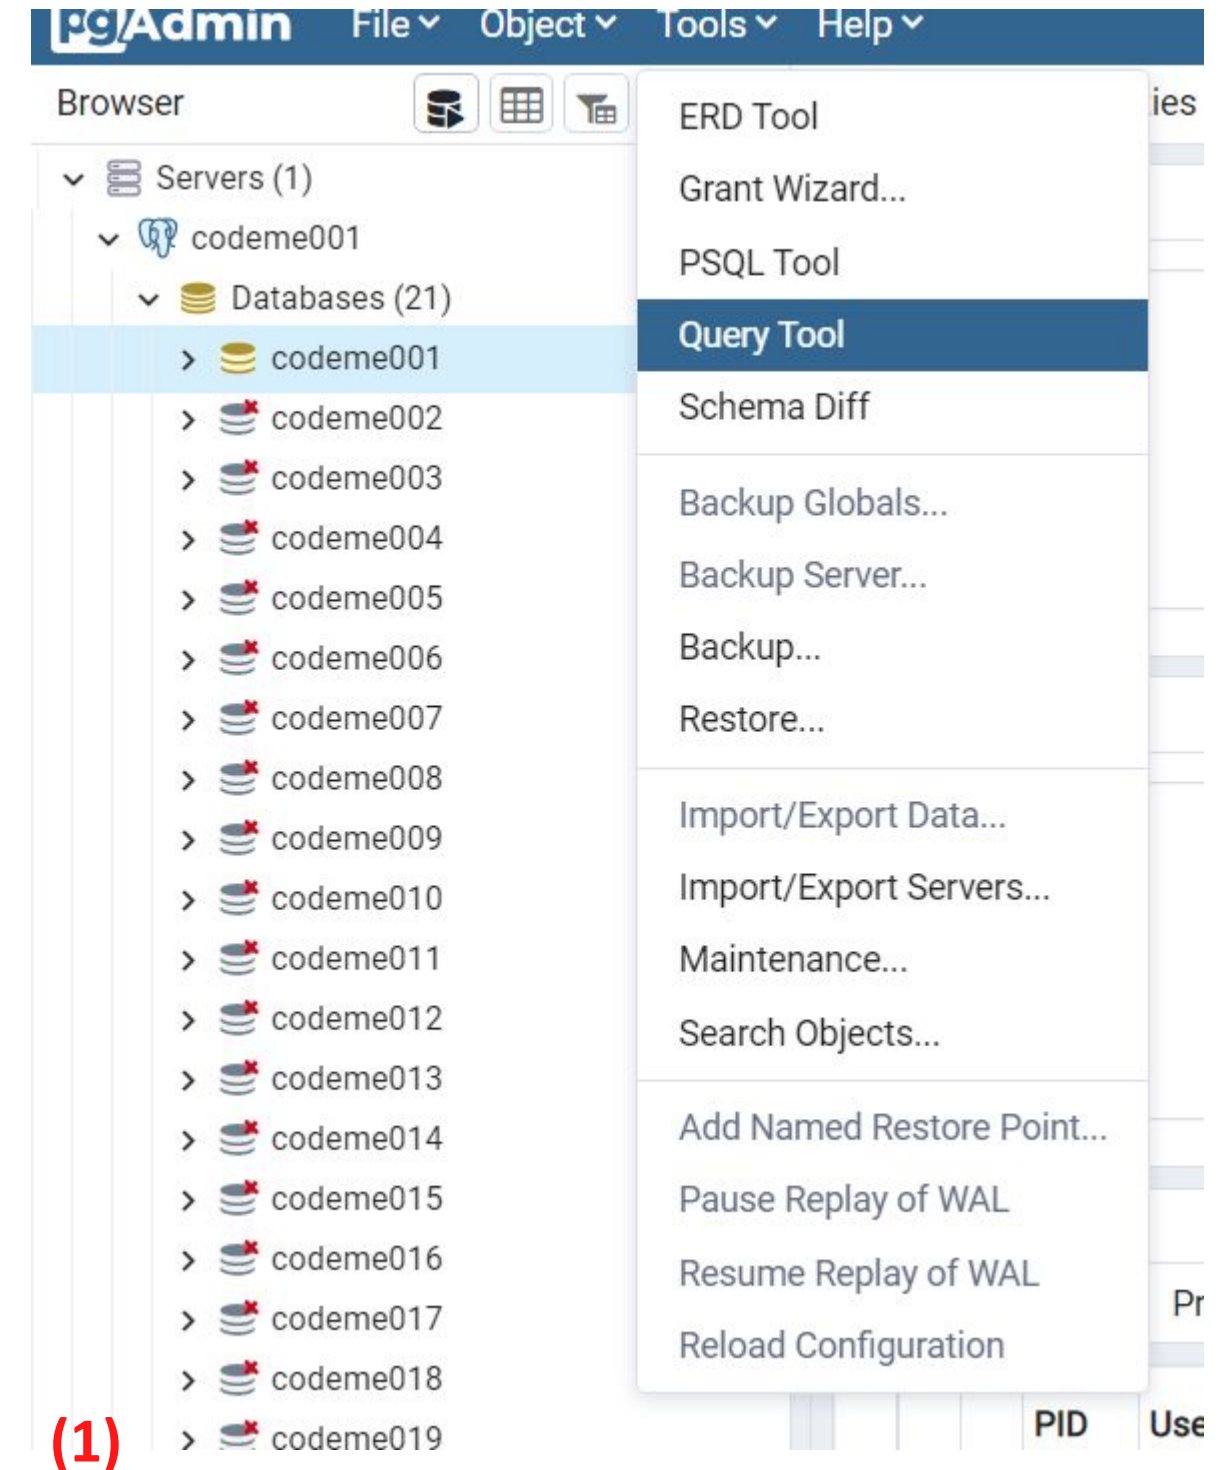 pgAdmin File Object Tools Help
Browser
Servers (1)
codeme001
Databases (21)
codeme001
codeme002
codeme003
codeme004
codeme005
codeme006
codeme007
codeme008
codeme009
codeme010
codeme011
codeme012
codeme013
codeme014
codeme015
codeme016
codeme017
codeme018
codeme019
ERD Tool
Grant Wizard...
PSQL Tool
Query Tool
Schema Diff
Backup Globals...
Backup Server...
Backup...
Restore...
Import/Export Data...
Import/Export Servers...
Maintenance...
Search Objects...
Add Named Restore Point...
Pause Replay of WAL
Resume Replay of WAL
Reload Configuration
ies
Pr
PID Use
(1)